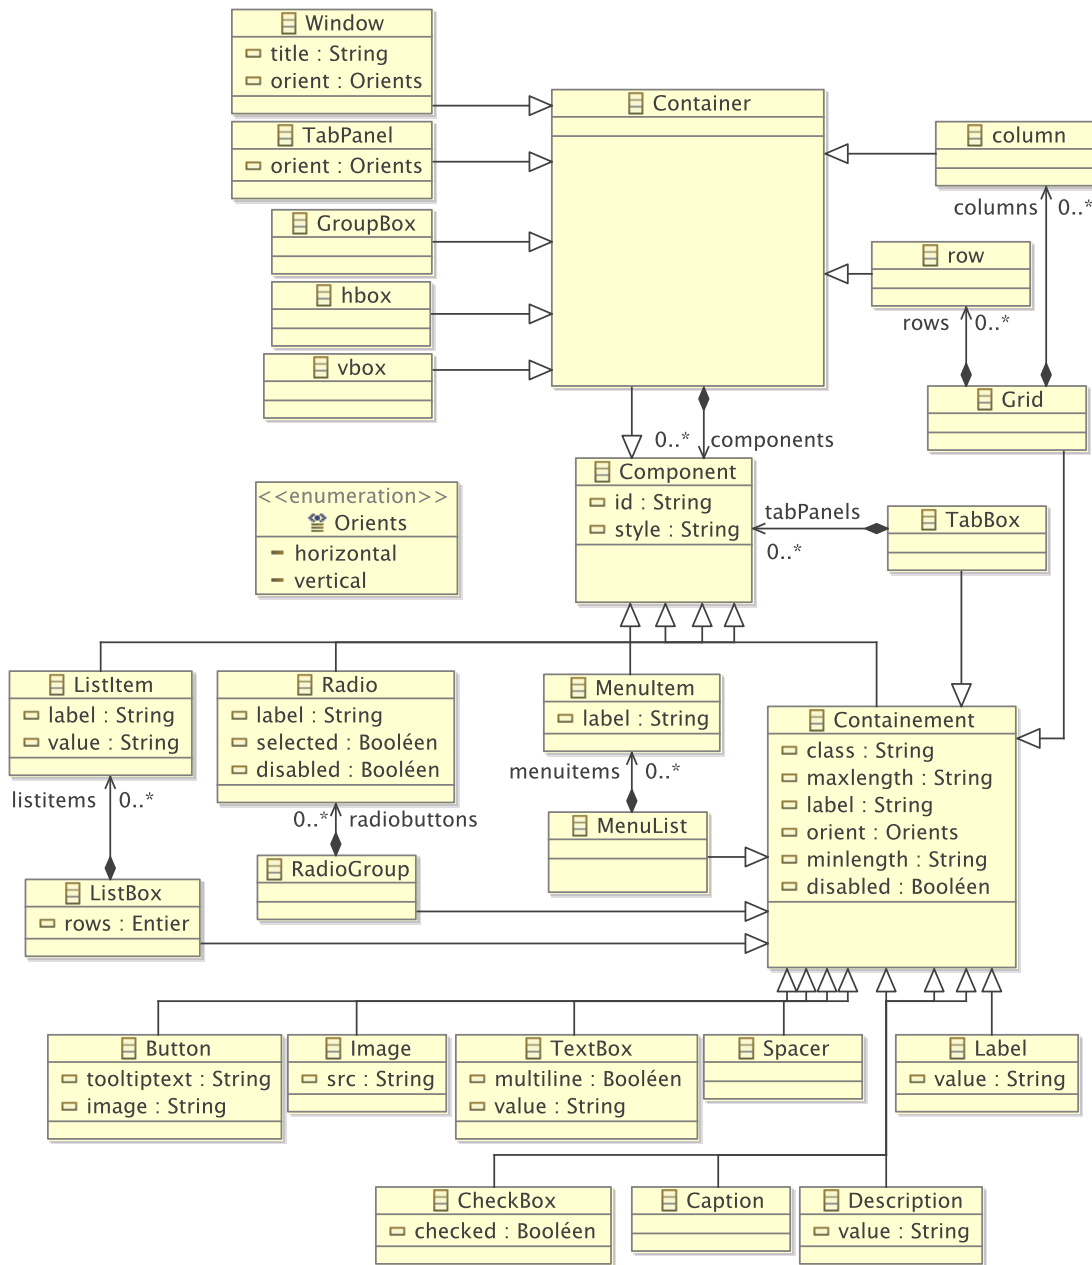 Window
title : String
orient : Orients
Container
TabPanel
orient : Orients
column
columns
0..*
GroupBox
row
rows
0..*
hbox
vbox
Grid
0..*
components
Component
id : String
style : String
<<enumeration>>
Orients
horizontal
vertical
tabPanels
0..*
TabBox
ListItem
label : String
value : String
Radio
label : String
selected : Booléen
disabled : Booléen
MenuItem
label : String
Containement
class : String
maxlength : String
label : String
orient : Orients
minlength : String
disabled : Booléen
listitems
0..*
0..*
radiobuttons
menuitems
0..*
MenuList
RadioGroup
ListBox
rows : Entier
Button
tooltiptext : String
image : String
Image
src : String
TextBox
multiline : Booléen
value : String
Spacer
Label
value : String
CheckBox
checked : Booléen
Caption
Description
value : String